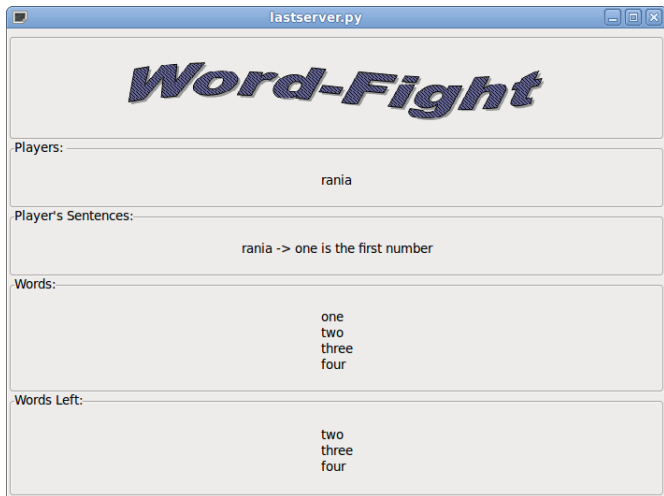 lastserver.py
Word-Fight
Players:
rania
Player's Sentences:
rania -> one is the first number
Words:
one
two
three
four
Words Left:
two
three
four